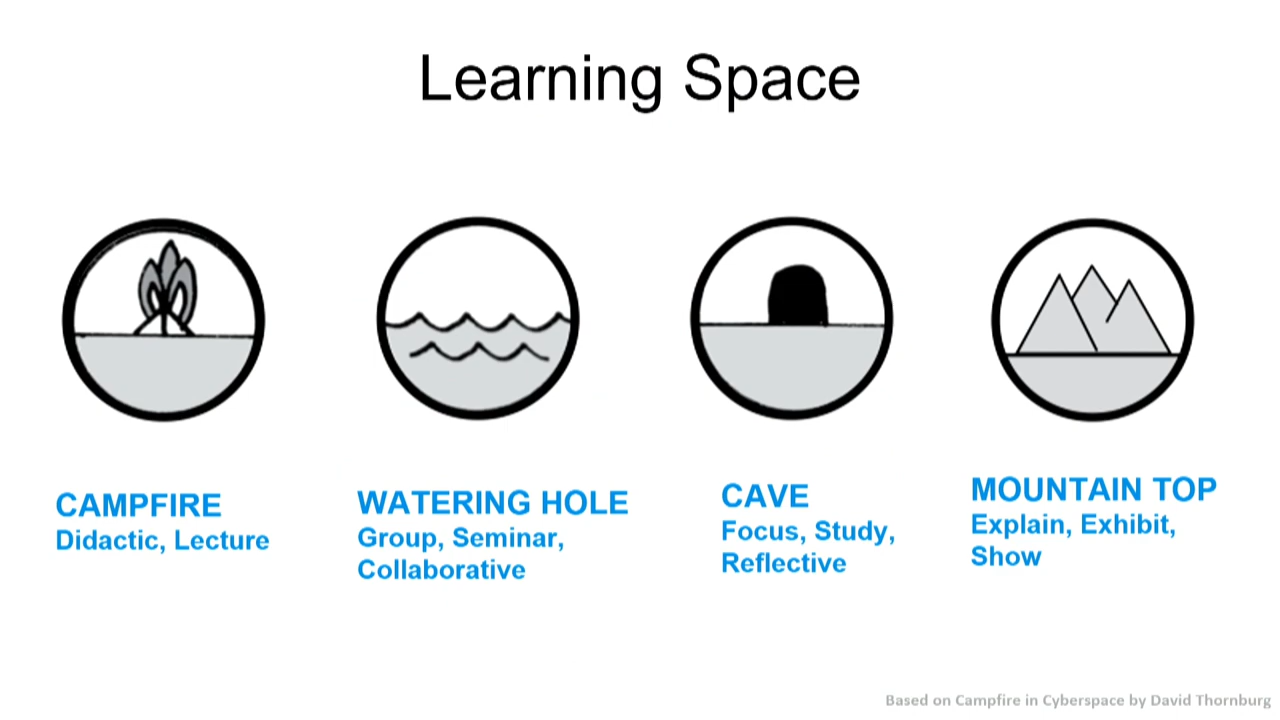 Learning Space
CAMPFIRE
Didactic, Lecture
WATERING HOLE
Group, Seminar,
Collaborative
CAVE
Focus, Study,
Reflective
MOUNTAIN TOP
Explain, Exhibit,
Show
Based on Campfire in Cyberspace by David Thornburg